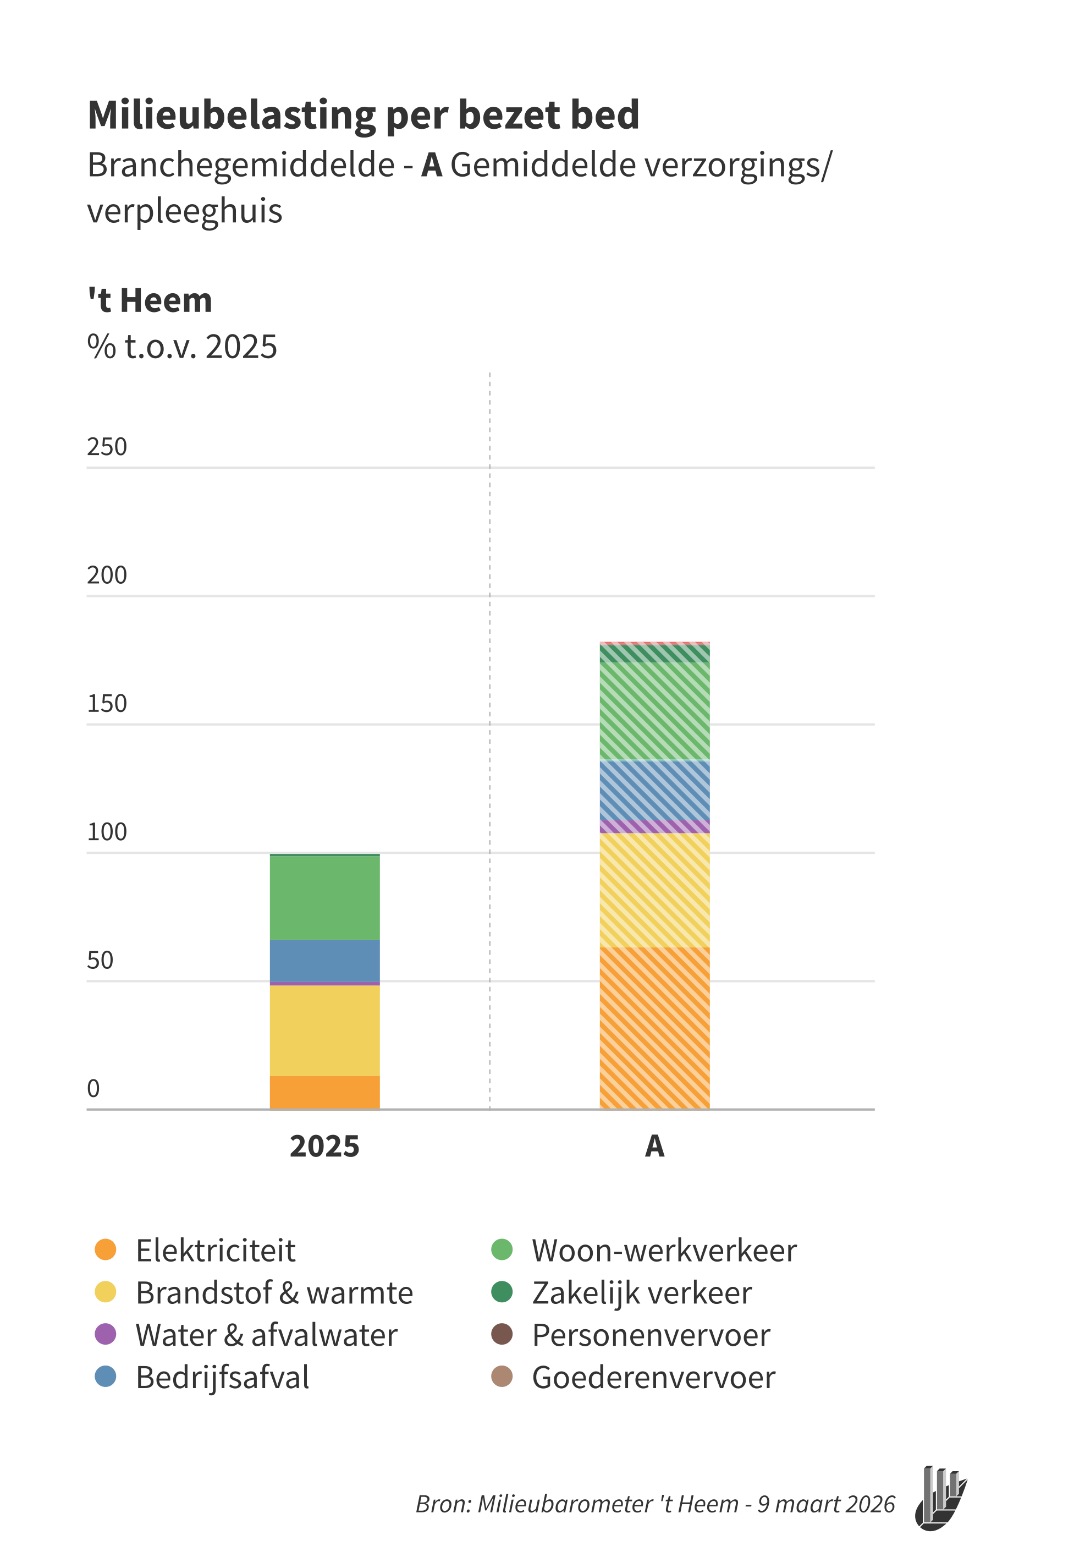 Milieubelasting per bezet bed
Branchegemiddelde - A Gemiddelde verzorgings/
verpleeghuis
't Heem
% t.o.v. 2025
250
200
150
100
50
0
2025 A
Elektriciteit
Brandstof & warmte
Water & afvalwater
Bedrijfsafval
Woon-werkverkeer
Zakelijk verkeer
Personenvervoer
Goederenvervoer
Bron: Milieubarometer 't Heem - 9 maart 2026